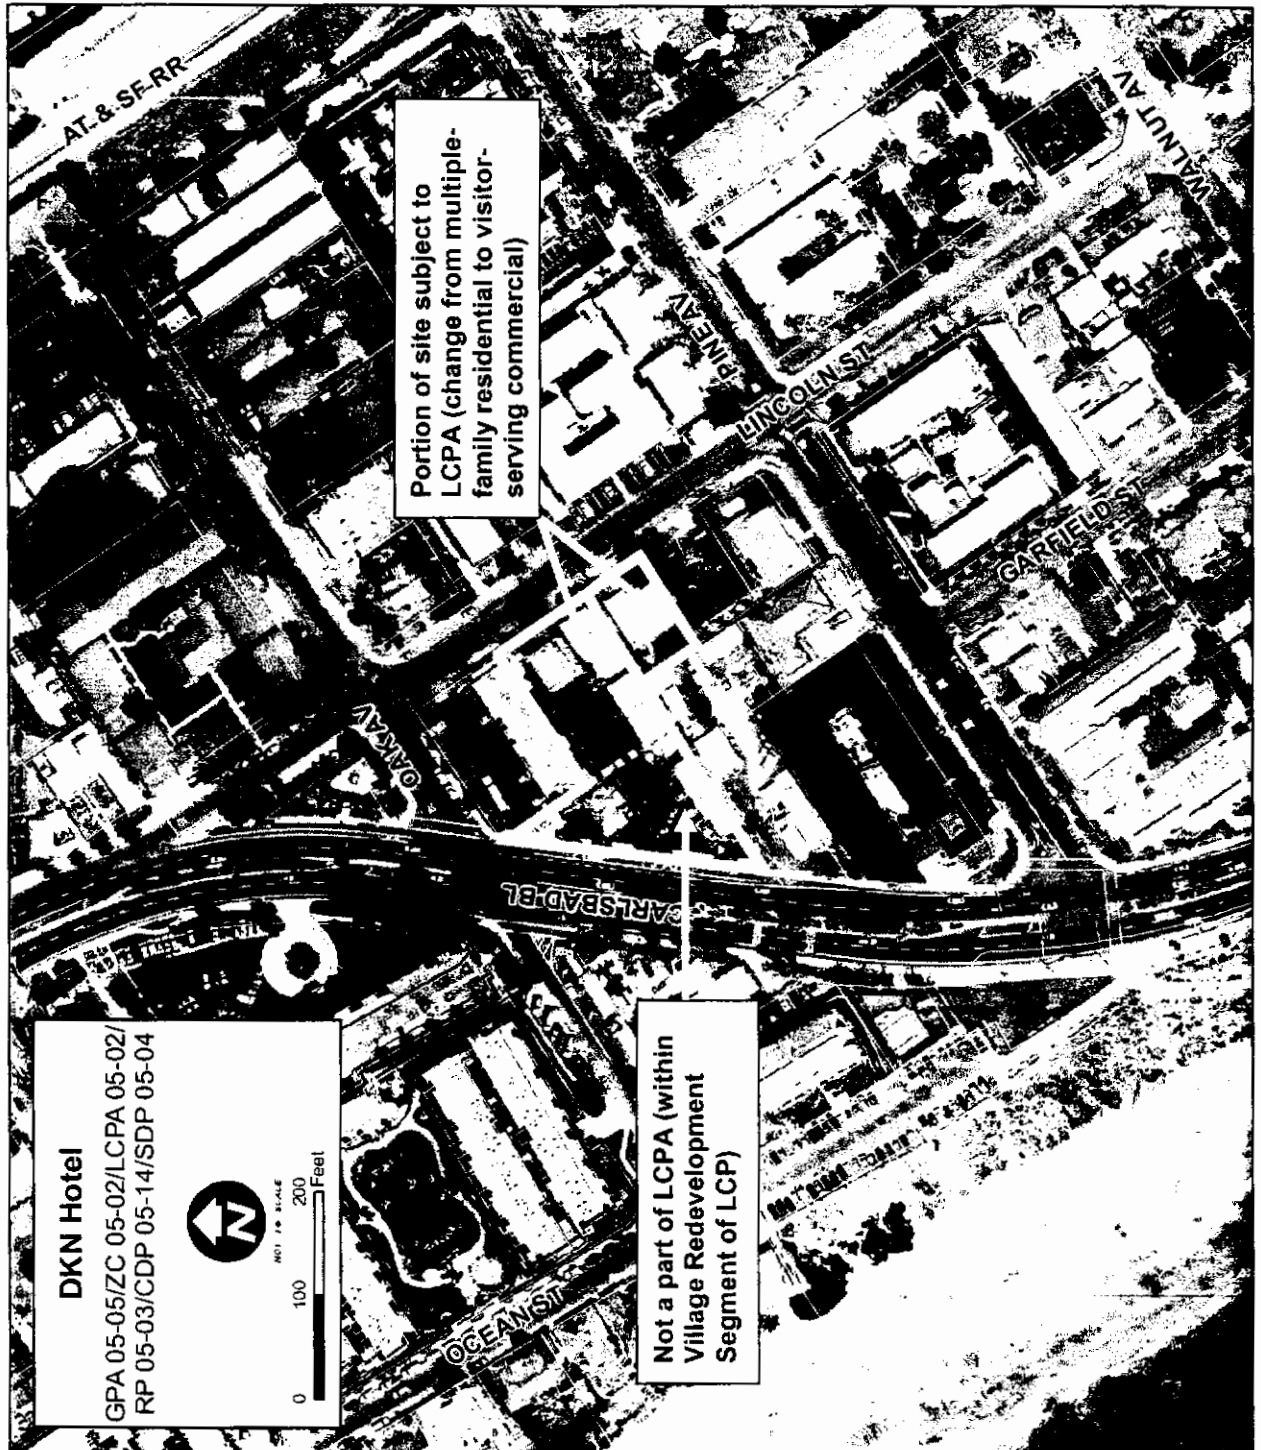 DKN Hotel
GPA 05-05/ZC 05-02/LCPA 05-02/
RP 05-03/CDP 05-14/SDP 05-04
N
NOT TO SCALE
0 100 200 Feet
Portion of site subject to
LCPA (change from multiple-
family residential to visitor-
serving commercial)
Not a part of LCPA (within
Village Redevelopment
Segment of LCP)
AT. & SF RR
OAK AV
PINE AV
WALNUT AV
LINCOLN ST
GARFIELD ST
CARLSBAD BL
OCEAN ST